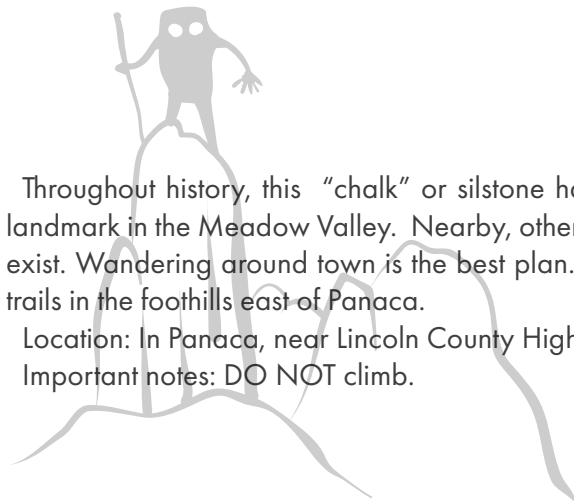 Throughout history, this “chalk” or silstone ha
landmark in the Meadow Valley. Nearby, other
exist. Wandering around town is the best plan.
trails in the foothills east of Panaca.
Location: In Panaca, near Lincoln County High
Important notes: DO NOT climb.